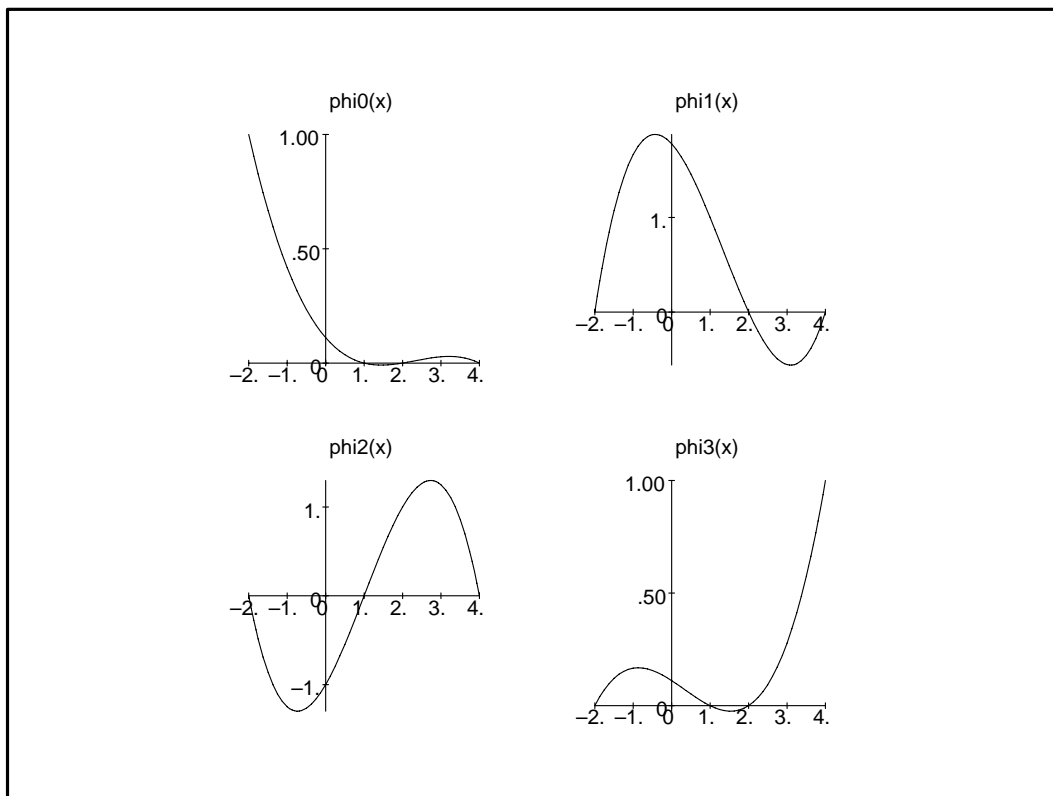 phi0(x)
1.00
.50
0
–2. –1. 0 1. 2. 3. 4.
phi1(x)
1.
0
–2. –1. 0 1. 2. 3. 4.
phi2(x)
1.
0
–2. –1. 0 1. 2. 3. 4.
–1.
phi3(x)
1.00
.50
0
–2. –1. 0 1. 2. 3. 4.